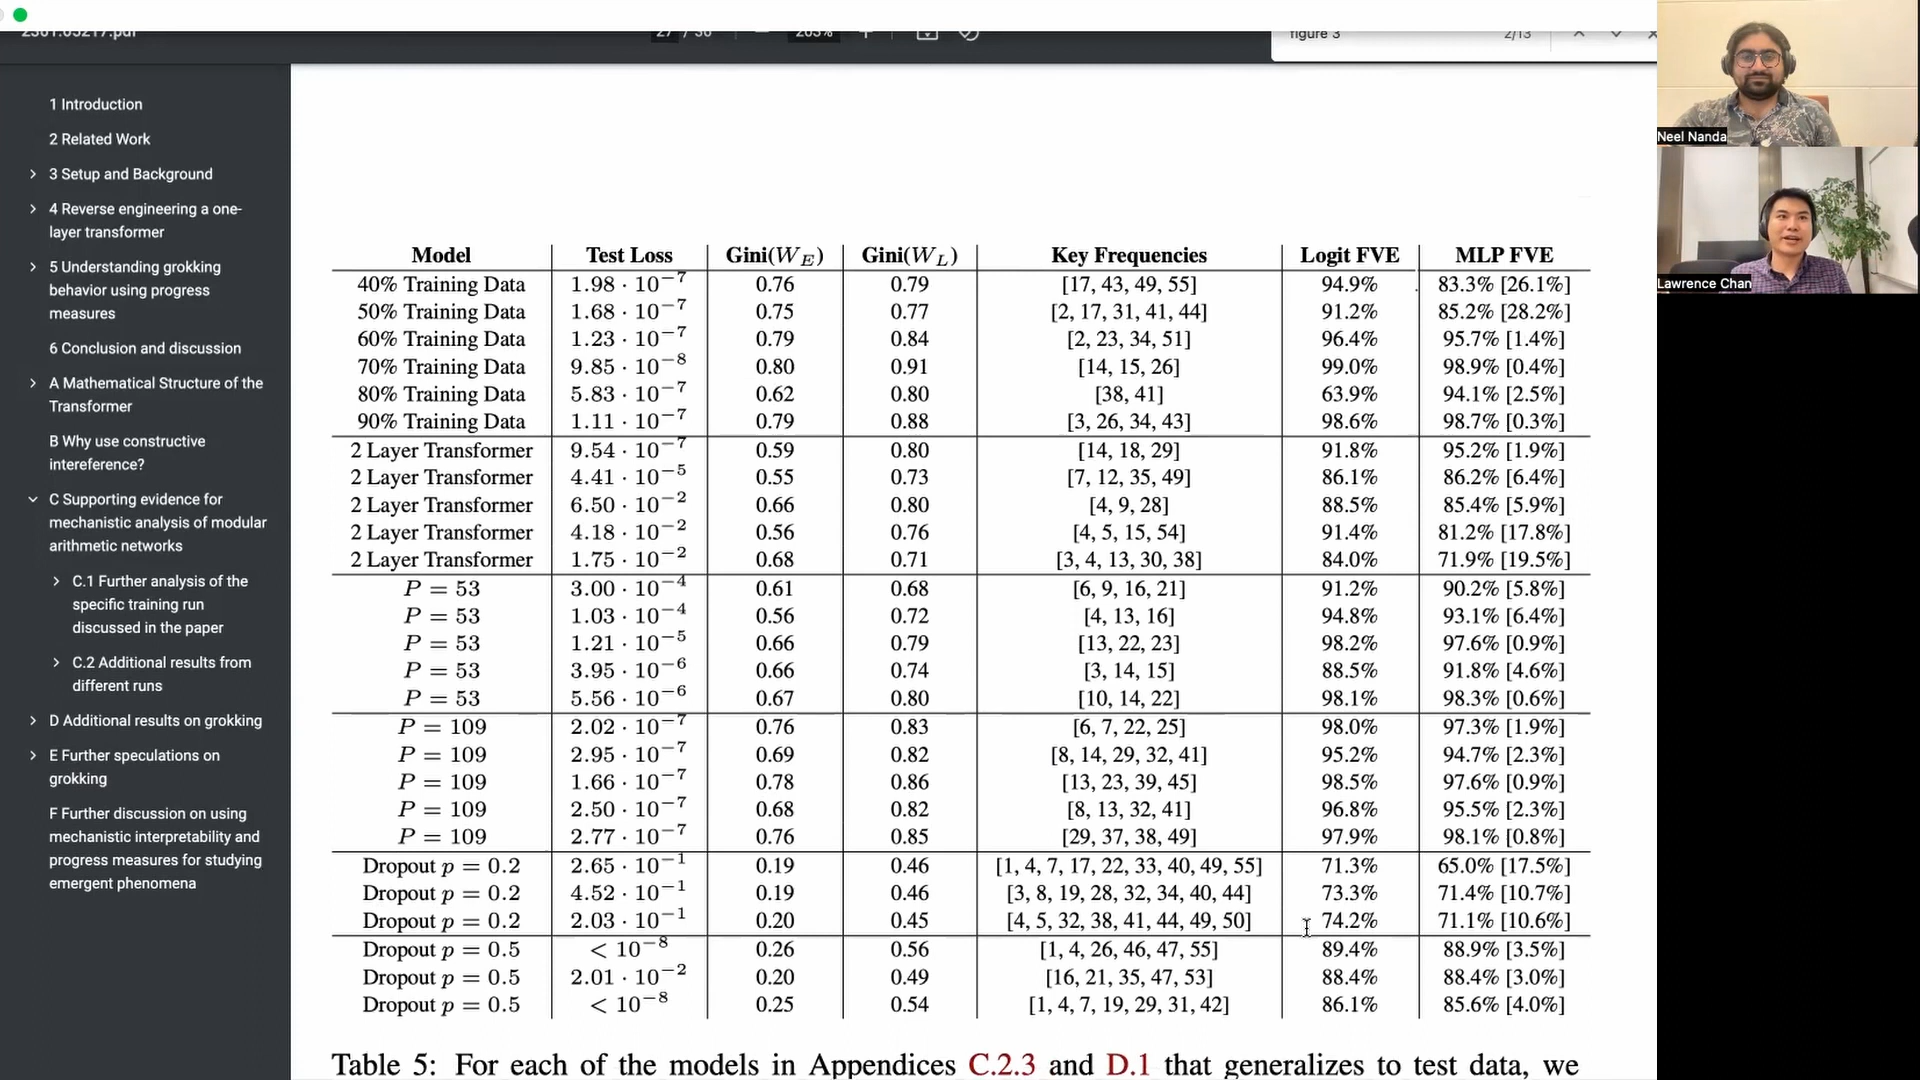 2301.05217.pdf
27 / 36
203%
figure 3
2/13
1 Introduction
2 Related Work
3 Setup and Background
4 Reverse engineering a one-
layer transformer
5 Understanding grokking
behavior using progress
measures
6 Conclusion and discussion
A Mathematical Structure of the
Transformer
B Why use constructive
intereference?
C Supporting evidence for
mechanistic analysis of modular
arithmetic networks
C.1 Further analysis of the
specific training run
discussed in the paper
C.2 Additional results from
different runs
D Additional results on grokking
E Further speculations on
grokking
F Further discussion on using
mechanistic interpretability and
progress measures for studying
emergent phenomena
Model Test Loss Gini(W_E) Gini(W_L) Key Frequencies Logit FVE MLP FVE
40% Training Data 1.98 · 10⁻⁷ 0.76 0.79 [17, 43, 49, 55] 94.9% 83.3% [26.1%]
50% Training Data 1.68 · 10⁻⁷ 0.75 0.77 [2, 17, 31, 41, 44] 91.2% 85.2% [28.2%]
60% Training Data 1.23 · 10⁻⁷ 0.79 0.84 [2, 23, 34, 51] 96.4% 95.7% [1.4%]
70% Training Data 9.85 · 10⁻⁸ 0.80 0.91 [14, 15, 26] 99.0% 98.9% [0.4%]
80% Training Data 5.83 · 10⁻⁷ 0.62 0.80 [38, 41] 63.9% 94.1% [2.5%]
90% Training Data 1.11 · 10⁻⁷ 0.79 0.88 [3, 26, 34, 43] 98.6% 98.7% [0.3%]
2 Layer Transformer 9.54 · 10⁻⁷ 0.59 0.80 [14, 18, 29] 91.8% 95.2% [1.9%]
2 Layer Transformer 4.41 · 10⁻⁵ 0.55 0.73 [7, 12, 35, 49] 86.1% 86.2% [6.4%]
2 Layer Transformer 6.50 · 10⁻² 0.66 0.80 [4, 9, 28] 88.5% 85.4% [5.9%]
2 Layer Transformer 4.18 · 10⁻² 0.56 0.76 [4, 5, 15, 54] 91.4% 81.2% [17.8%]
2 Layer Transformer 1.75 · 10⁻² 0.68 0.71 [3, 4, 13, 30, 38] 84.0% 71.9% [19.5%]
P = 53 3.00 · 10⁻⁴ 0.61 0.68 [6, 9, 16, 21] 91.2% 90.2% [5.8%]
P = 53 1.03 · 10⁻⁴ 0.56 0.72 [4, 13, 16] 94.8% 93.1% [6.4%]
P = 53 1.21 · 10⁻⁵ 0.66 0.79 [13, 22, 23] 98.2% 97.6% [0.9%]
P = 53 3.95 · 10⁻⁶ 0.66 0.74 [3, 14, 15] 88.5% 91.8% [4.6%]
P = 53 5.56 · 10⁻⁶ 0.67 0.80 [10, 14, 22] 98.1% 98.3% [0.6%]
P = 109 2.02 · 10⁻⁷ 0.76 0.83 [6, 7, 22, 25] 98.0% 97.3% [1.9%]
P = 109 2.95 · 10⁻⁷ 0.69 0.82 [8, 14, 29, 32, 41] 95.2% 94.7% [2.3%]
P = 109 1.66 · 10⁻⁷ 0.78 0.86 [13, 23, 39, 45] 98.5% 97.6% [0.9%]
P = 109 2.50 · 10⁻⁷ 0.68 0.82 [8, 13, 32, 41] 96.8% 95.5% [2.3%]
P = 109 2.77 · 10⁻⁷ 0.76 0.85 [29, 37, 38, 49] 97.9% 98.1% [0.8%]
Dropout p = 0.2 2.65 · 10⁻¹ 0.19 0.46 [1, 4, 7, 17, 22, 33, 40, 49, 55] 71.3% 65.0% [17.5%]
Dropout p = 0.2 4.52 · 10⁻¹ 0.19 0.46 [3, 8, 19, 28, 32, 34, 40, 44] 73.3% 71.4% [10.7%]
Dropout p = 0.2 2.03 · 10⁻¹ 0.20 0.45 [4, 5, 32, 38, 41, 44, 49, 50] 74.2% 71.1% [10.6%]
Dropout p = 0.5 < 10⁻⁸ 0.26 0.56 [1, 4, 26, 46, 47, 55] 89.4% 88.9% [3.5%]
Dropout p = 0.5 2.01 · 10⁻² 0.20 0.49 [16, 21, 35, 47, 53] 88.4% 88.4% [3.0%]
Dropout p = 0.5 < 10⁻⁸ 0.25 0.54 [1, 4, 7, 19, 29, 31, 42] 86.1% 85.6% [4.0%]
Table 5: For each of the models in Appendices C.2.3 and D.1 that generalizes to test data, we
Neel Nanda
Lawrence Chan